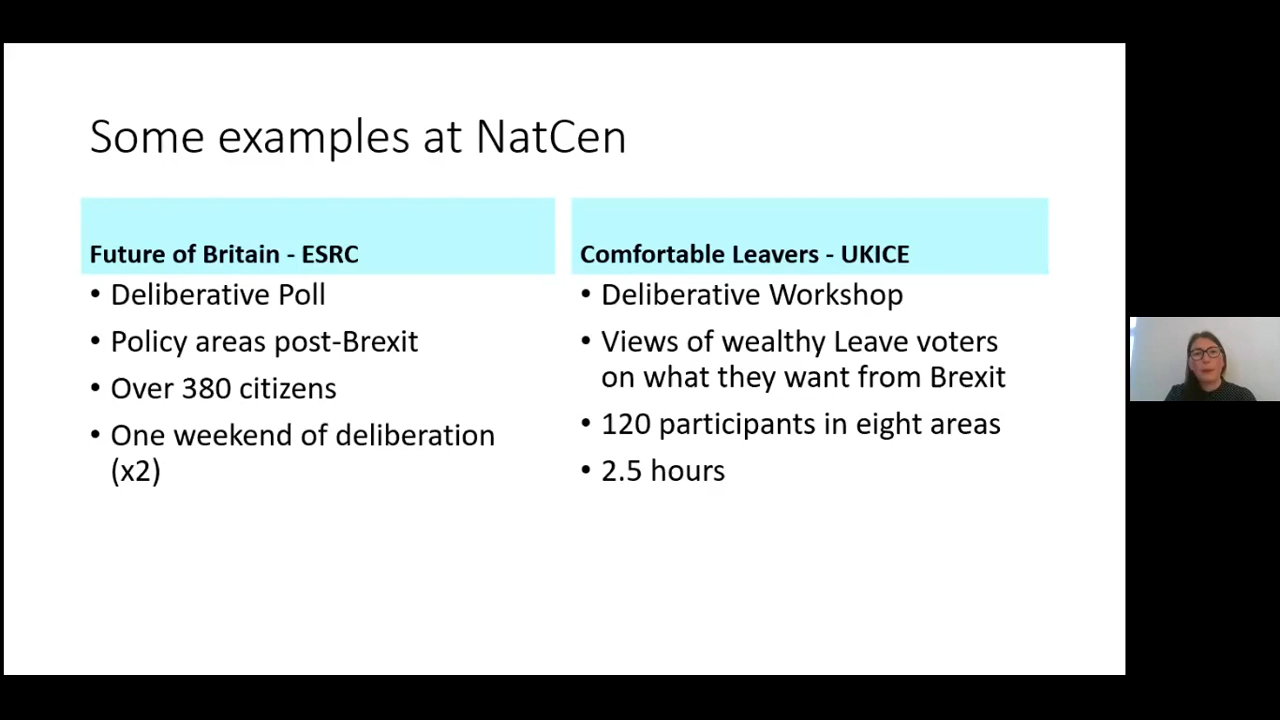 Some examples at NatCen
Future of Britain - ESRC
• Deliberative Poll
• Policy areas post-Brexit
• Over 380 citizens
• One weekend of deliberation
(x2)
Comfortable Leavers - UKICE
• Deliberative Workshop
• Views of wealthy Leave voters
on what they want from Brexit
• 120 participants in eight areas
• 2.5 hours